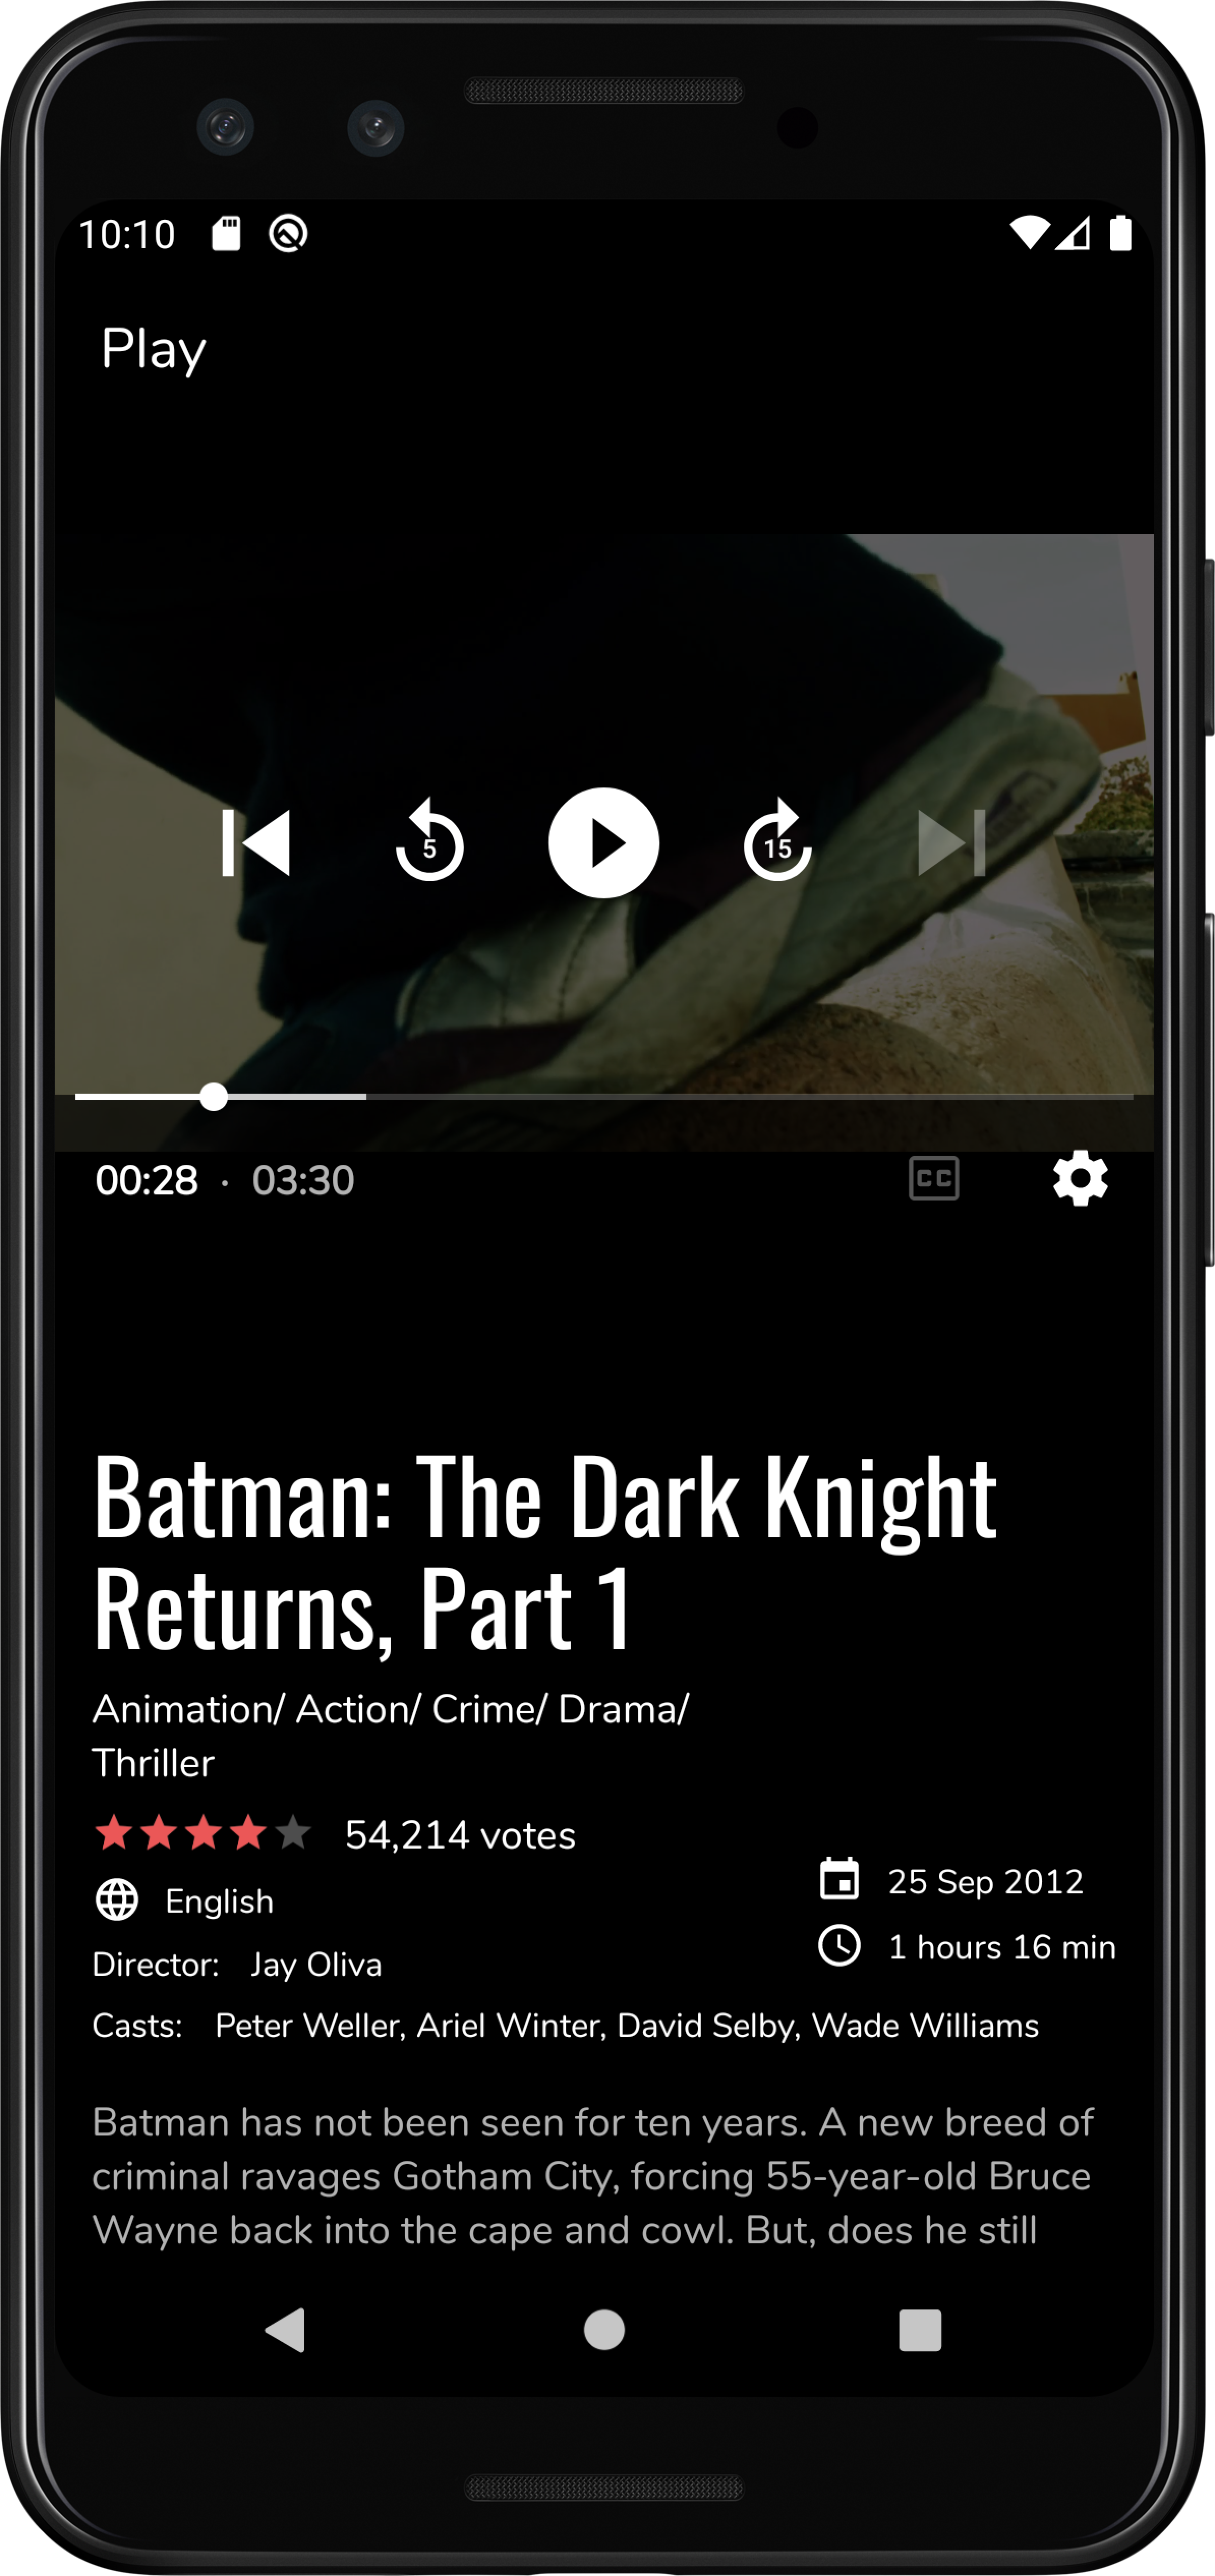 10:10
Play
5
15
00:28 · 03:30
CC
Batman: The Dark Knight
Returns, Part 1
Animation/ Action/ Crime/ Drama/
Thriller
54,214 votes
English
25 Sep 2012
Director: Jay Oliva
1 hours 16 min
Casts: Peter Weller, Ariel Winter, David Selby, Wade Williams
Batman has not been seen for ten years. A new breed of
criminal ravages Gotham City, forcing 55-year-old Bruce
Wayne back into the cape and cowl. But, does he still